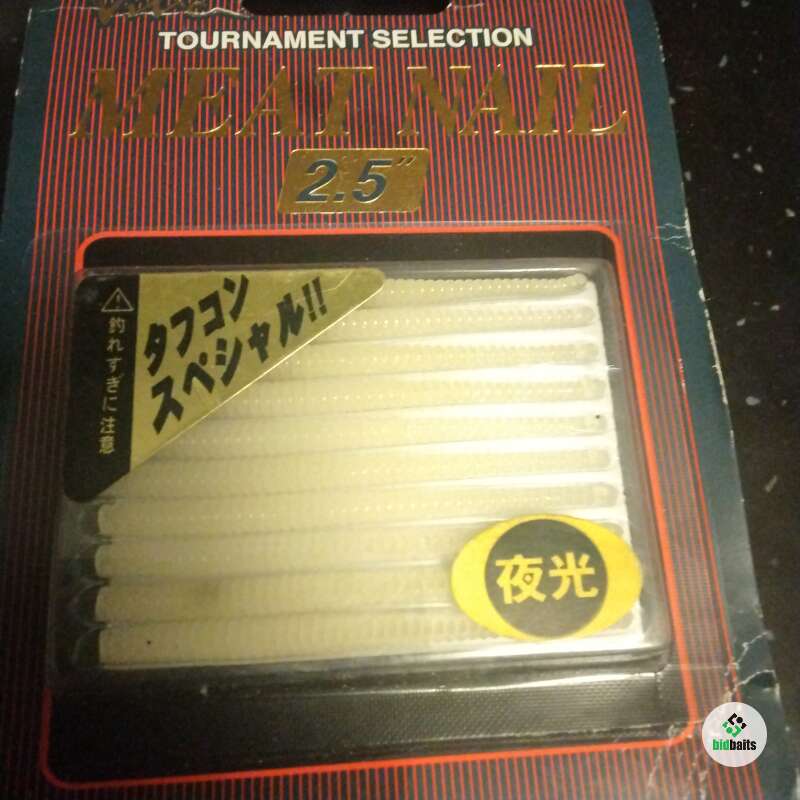 TOURNAMENT SELECTION
MEAT NAIL
2.5"
タフコン
スペシャル!!
釣れすぎに注意
夜光
bidbaits